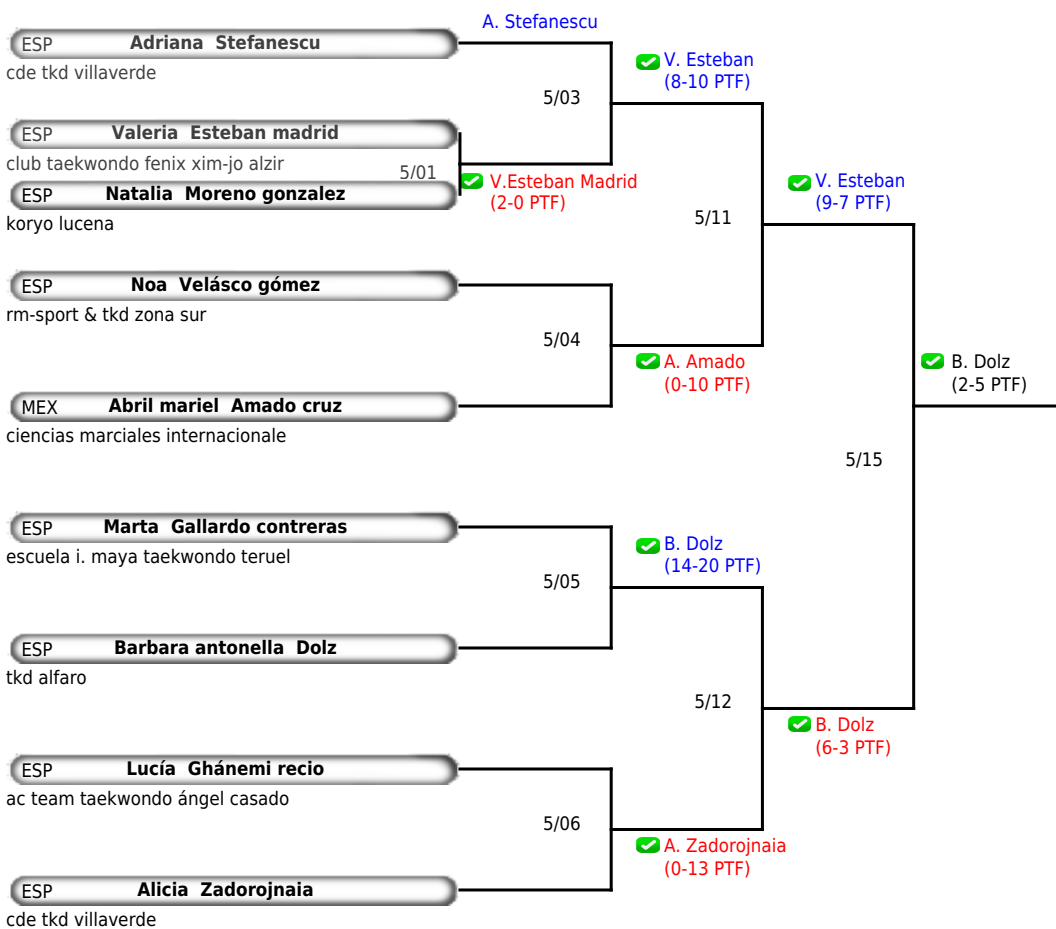 A. Stefanescu
ESP Adriana Stefanescu
cde tkd villaverde
V. Esteban
(8-10 PTF)
5/03
ESP Valeria Esteban madrid
club taekwondo fenix xim-jo alzir
5/01
V.Esteban Madrid
(2-0 PTF)
ESP Natalia Moreno gonzalez
koryo lucena
V. Esteban
(9-7 PTF)
5/11
ESP Noa Velásco gómez
rm-sport & tkd zona sur
5/04
A. Amado
(0-10 PTF)
B. Dolz
(2-5 PTF)
MEX Abril mariel Amado cruz
ciencias marciales internacionale
5/15
ESP Marta Gallardo contreras
escuela i. maya taekwondo teruel
B. Dolz
(14-20 PTF)
5/05
ESP Barbara antonella Dolz
tkd alfaro
5/12
B. Dolz
(6-3 PTF)
ESP Lucía Ghánemi recio
ac team taekwondo ángel casado
5/06
A. Zadorojnaia
(0-13 PTF)
ESP Alicia Zadorojnaia
cde tkd villaverde